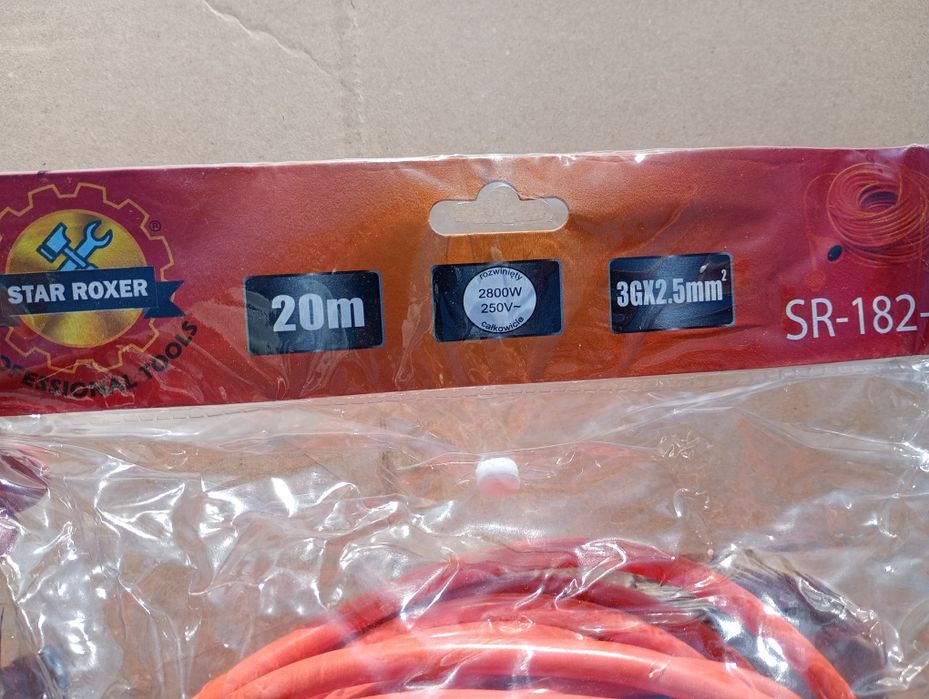 STAR ROXER
®
PROFESSIONAL TOOLS
20m
rozwinięty
2800W
250V~
całkowicie
3GX2.5mm²
SR-182-